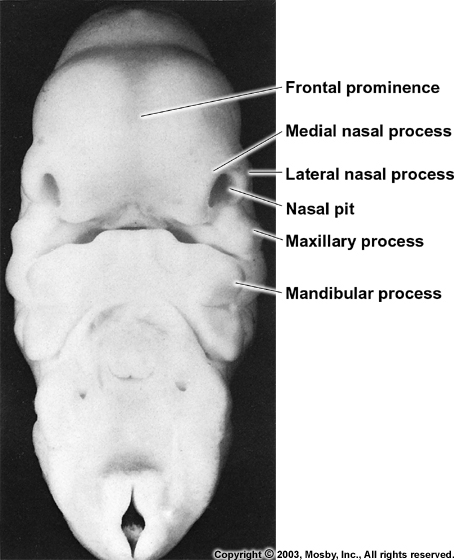 Frontal prominence
Medial nasal process
Lateral nasal process
Nasal pit
Maxillary process
Mandibular process
Copyright © 2003, Mosby, Inc., All rights reserved.